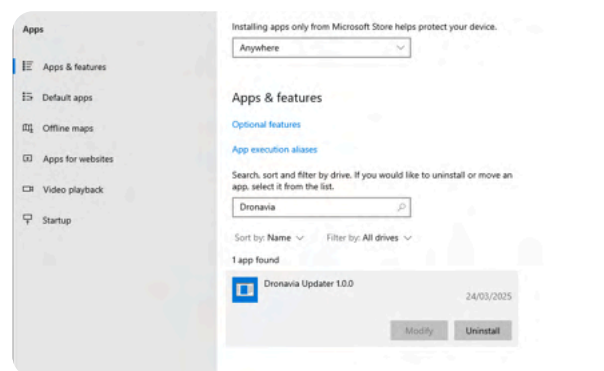 Apps
Apps & features
Default apps
Offline maps
Apps for websites
Video playback
Startup
Installing apps only from Microsoft Store helps protect your device.
Anywhere
Apps & features
Optional features
App execution aliases
Search, sort and filter by drive. If you would like to uninstall or move an
app, select it from the list.
Dronavia
Sort by: Name Filter by: All drives
1 app found
Dronavia Updater 1.0.0
24/03/2025
Modify Uninstall